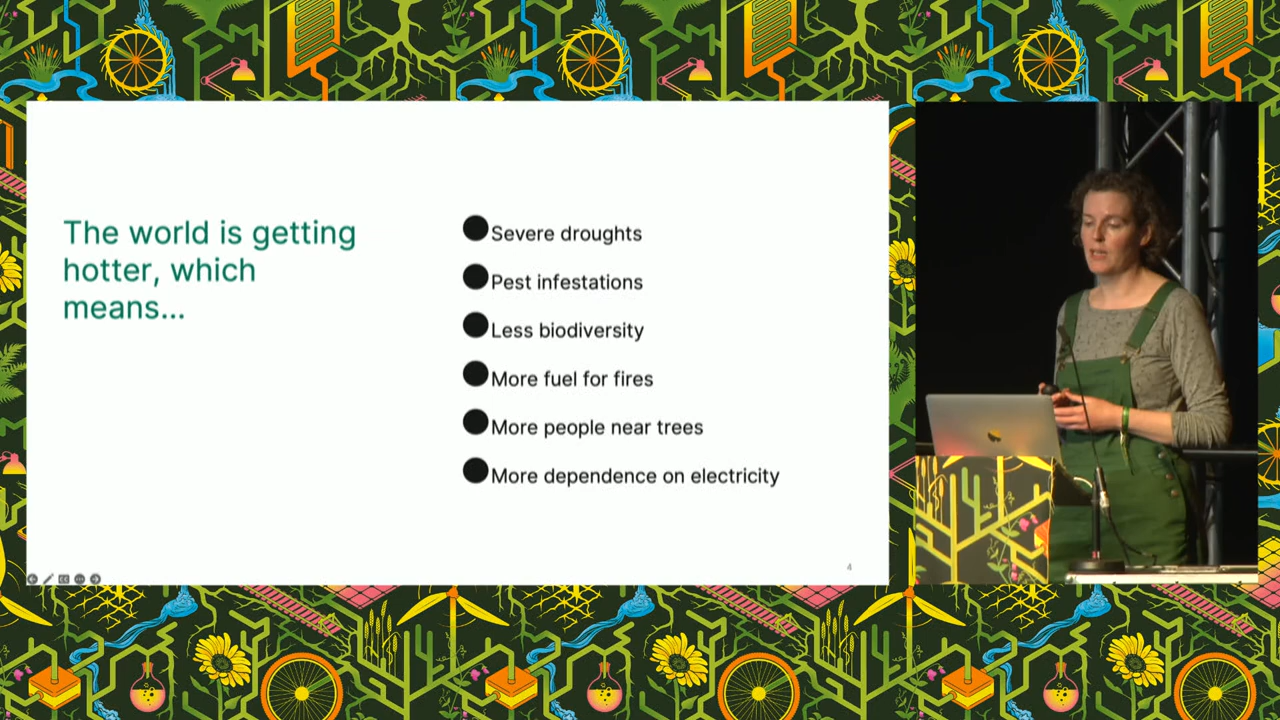 The world is getting
hotter, which
means...
Severe droughts
Pest infestations
Less biodiversity
More fuel for fires
More people near trees
More dependence on electricity
4